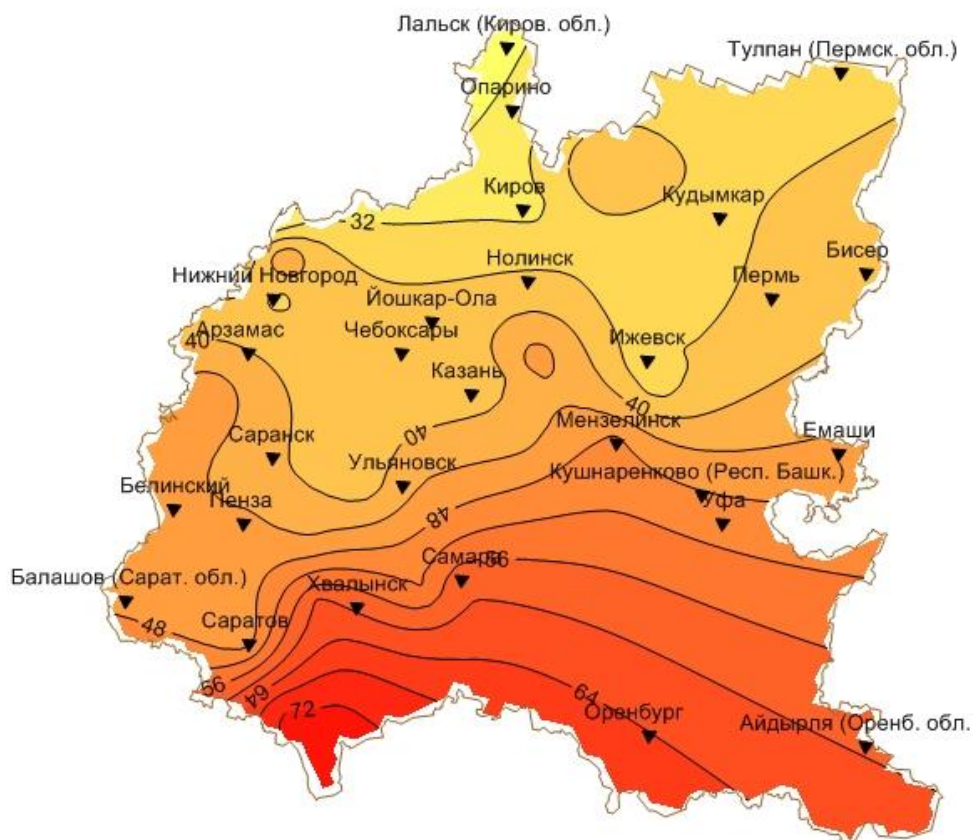 Лальск (Киров. обл.)
Тулпан (Пермск. обл.)
Опарино
Киров
Кудымкар
32
Бисер
Нолинск
Нижний Новгород
Пермь
Йошкар-Ола
Арзамас
Чебоксары
40
Ижевск
Казань
40
Мензелинск
40
Емаши
Саранск
Ульяновск
Кушнаренково (Респ. Башк.)
Белинский
Пенза
48
Уфа
Самара
56
Балашов (Сарат. обл.)
Хвалынск
48
Саратов
56
64
64
72
Оренбург
Айдырля (Оренб. обл.